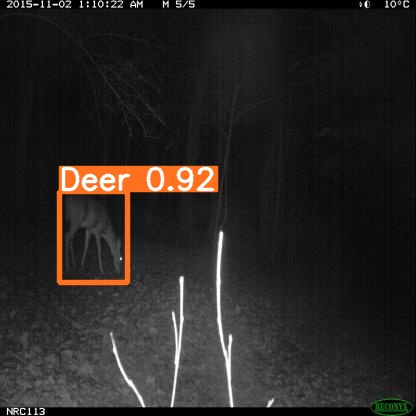 2015-11-02 1:10:22 AM M 5/5 10°C
Deer 0.92
NRC113
RECONYX